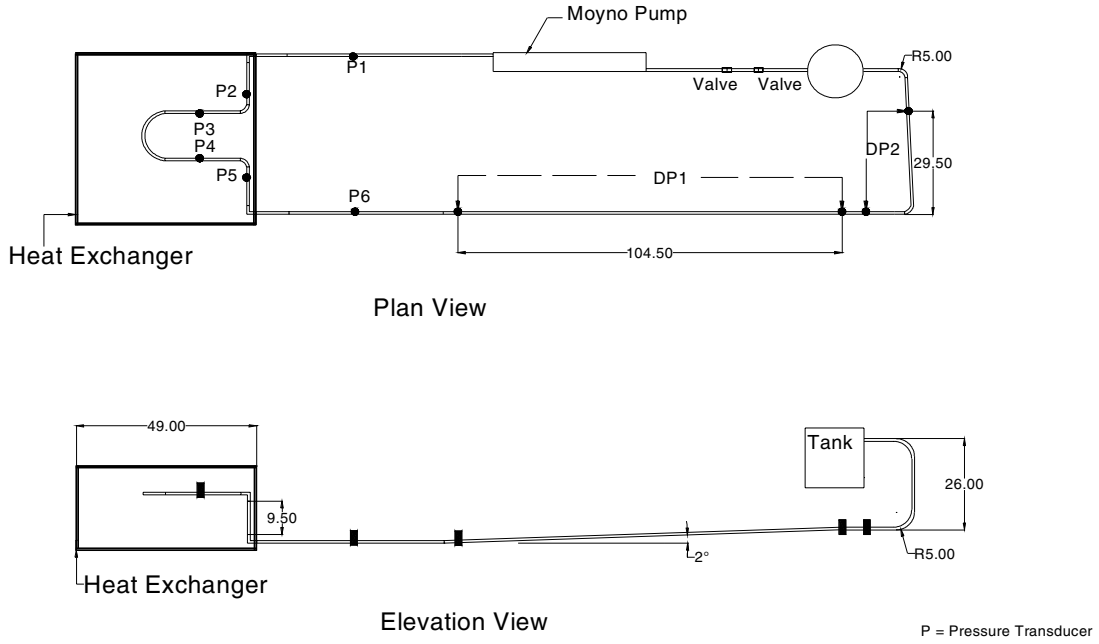 Moyno Pump
P1
R5.00
Valve
Valve
P2
P3
P4
DP2
29.50
P5
DP1
P6
104.50
Heat Exchanger
Plan View
49.00
Tank
26.00
9.50
2°
R5.00
Heat Exchanger
Elevation View
P = Pressure Transducer